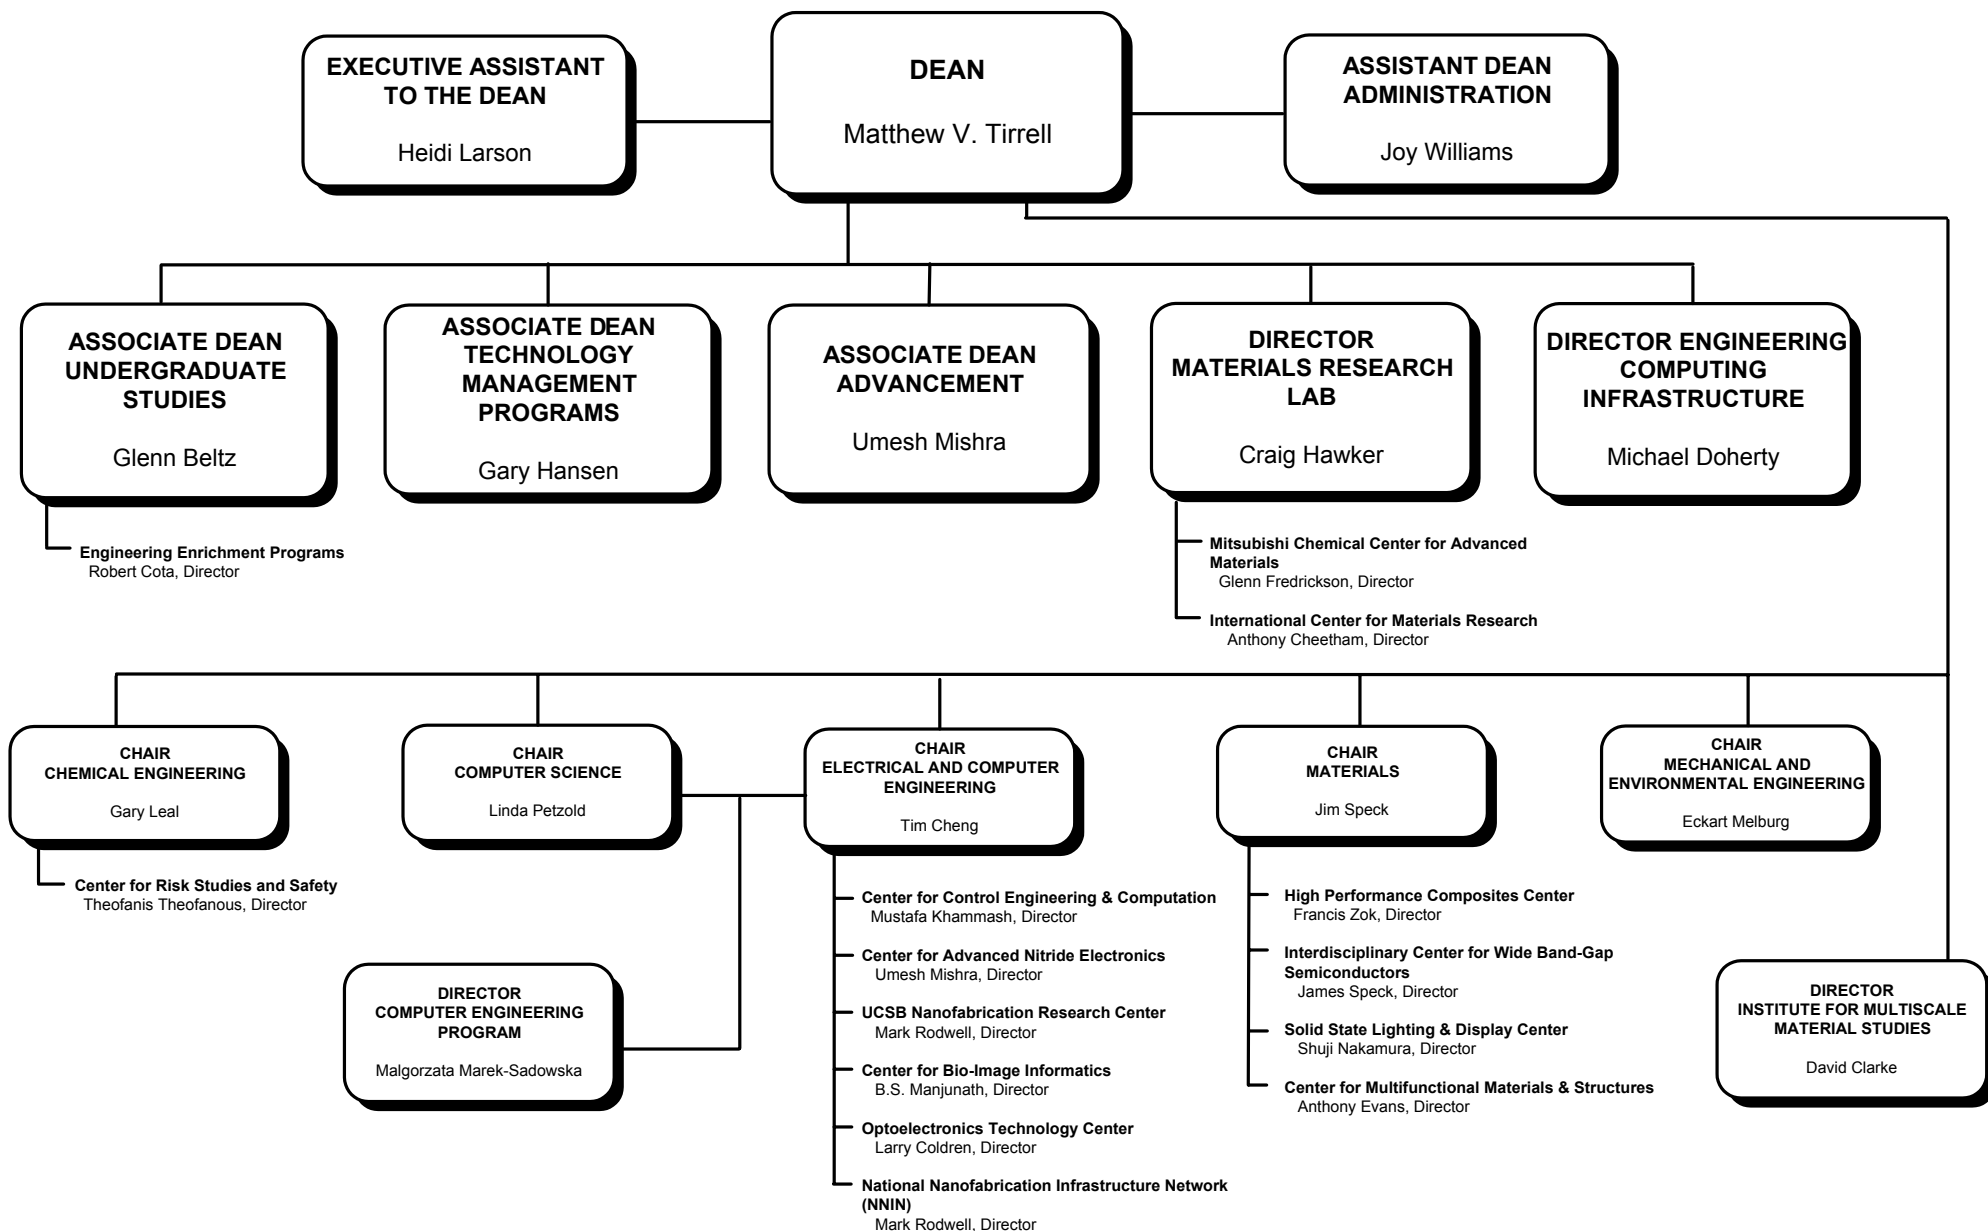 EXECUTIVE ASSISTANT
TO THE DEAN
Heidi Larson
DEAN
Matthew V. Tirrell
ASSISTANT DEAN
ADMINISTRATION
Joy Williams
ASSOCIATE DEAN
UNDERGRADUATE
STUDIES
Glenn Beltz
Engineering Enrichment Programs
Robert Cota, Director
ASSOCIATE DEAN
TECHNOLOGY
MANAGEMENT
PROGRAMS
Gary Hansen
ASSOCIATE DEAN
ADVANCEMENT
Umesh Mishra
DIRECTOR
MATERIALS RESEARCH
LAB
Craig Hawker
Mitsubishi Chemical Center for Advanced
Materials
Glenn Fredrickson, Director
International Center for Materials Research
Anthony Cheetham, Director
DIRECTOR ENGINEERING
COMPUTING
INFRASTRUCTURE
Michael Doherty
CHAIR
CHEMICAL ENGINEERING
Gary Leal
Center for Risk Studies and Safety
Theofanis Theofanous, Director
CHAIR
COMPUTER SCIENCE
Linda Petzold
DIRECTOR
COMPUTER ENGINEERING
PROGRAM
Malgorzata Marek-Sadowska
CHAIR
ELECTRICAL AND COMPUTER
ENGINEERING
Tim Cheng
Center for Control Engineering & Computation
Mustafa Khammash, Director
Center for Advanced Nitride Electronics
Umesh Mishra, Director
UCSB Nanofabrication Research Center
Mark Rodwell, Director
Center for Bio-Image Informatics
B.S. Manjunath, Director
Optoelectronics Technology Center
Larry Coldren, Director
National Nanofabrication Infrastructure Network
(NNIN)
Mark Rodwell, Director
CHAIR
MATERIALS
Jim Speck
High Performance Composites Center
Francis Zok, Director
Interdisciplinary Center for Wide Band-Gap
Semiconductors
James Speck, Director
Solid State Lighting & Display Center
Shuji Nakamura, Director
Center for Multifunctional Materials & Structures
Anthony Evans, Director
CHAIR
MECHANICAL AND
ENVIRONMENTAL ENGINEERING
Eckart Melburg
DIRECTOR
INSTITUTE FOR MULTISCALE
MATERIAL STUDIES
David Clarke